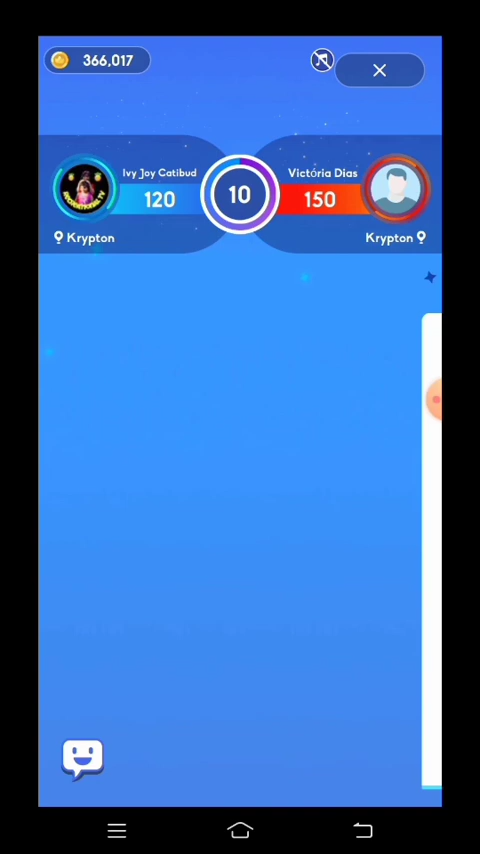 366,017
Ivy Joy Catibud
120
10
Victória Dias
150
Krypton
Krypton